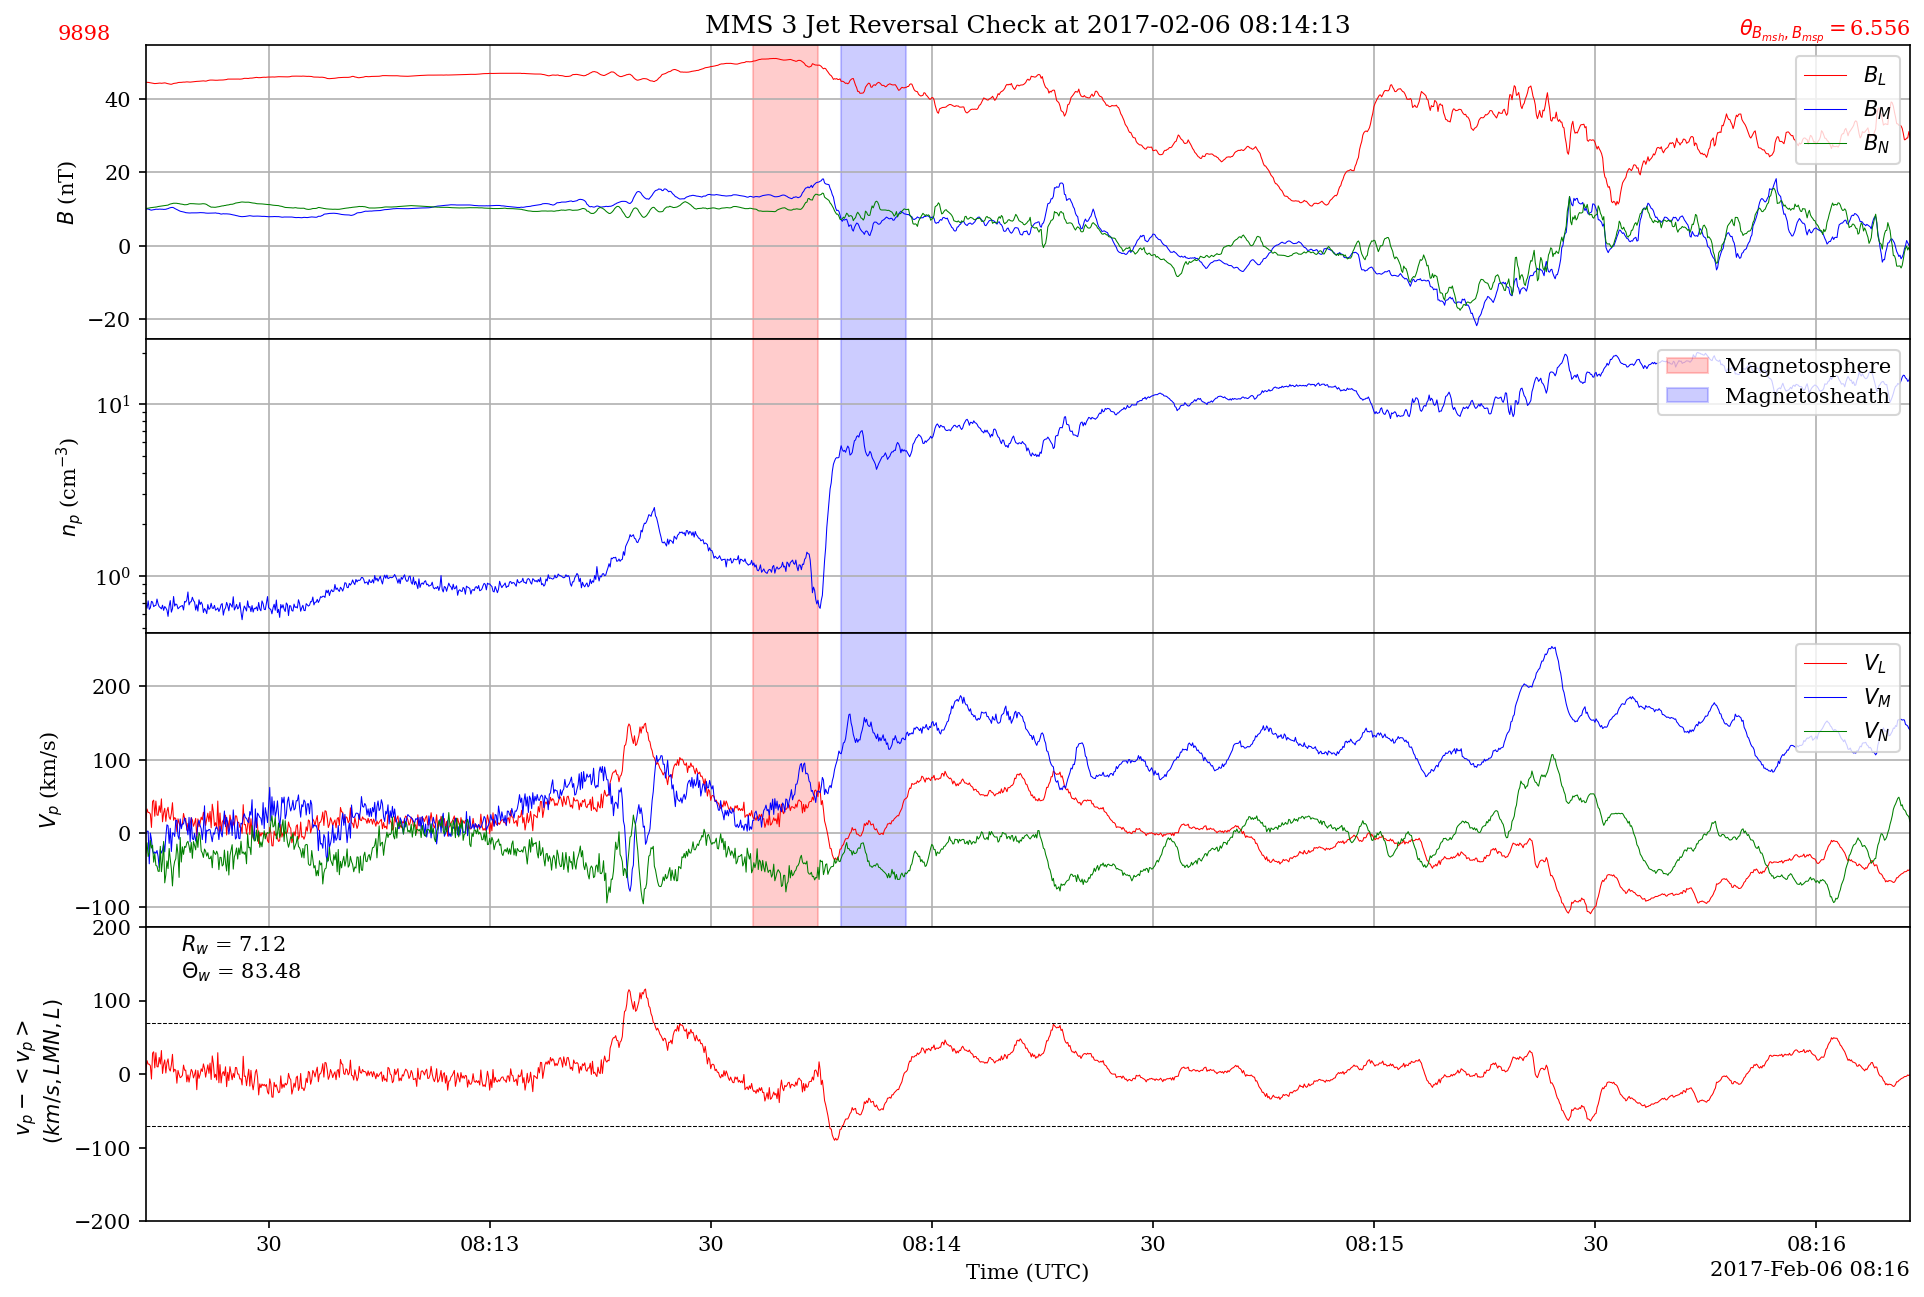 MMS 3 Jet Reversal Check at 2017-02-06 08:14:13
9898
θ_{B_{msh}, B_{msp}} = 6.556
B (nT)
40
20
0
−20
B_L
B_M
B_N
n_p (cm^{−3})
10^1
10^0
Magnetosphere
Magnetosheath
V_p (km/s)
200
100
0
−100
V_L
V_M
V_N
v_p − <v_p>
(km/s, LMN, L)
200
100
0
−100
−200
R_w = 7.12
Θ_w = 83.48
30
08:13
30
08:14
30
08:15
30
08:16
Time (UTC)
2017-Feb-06 08:16